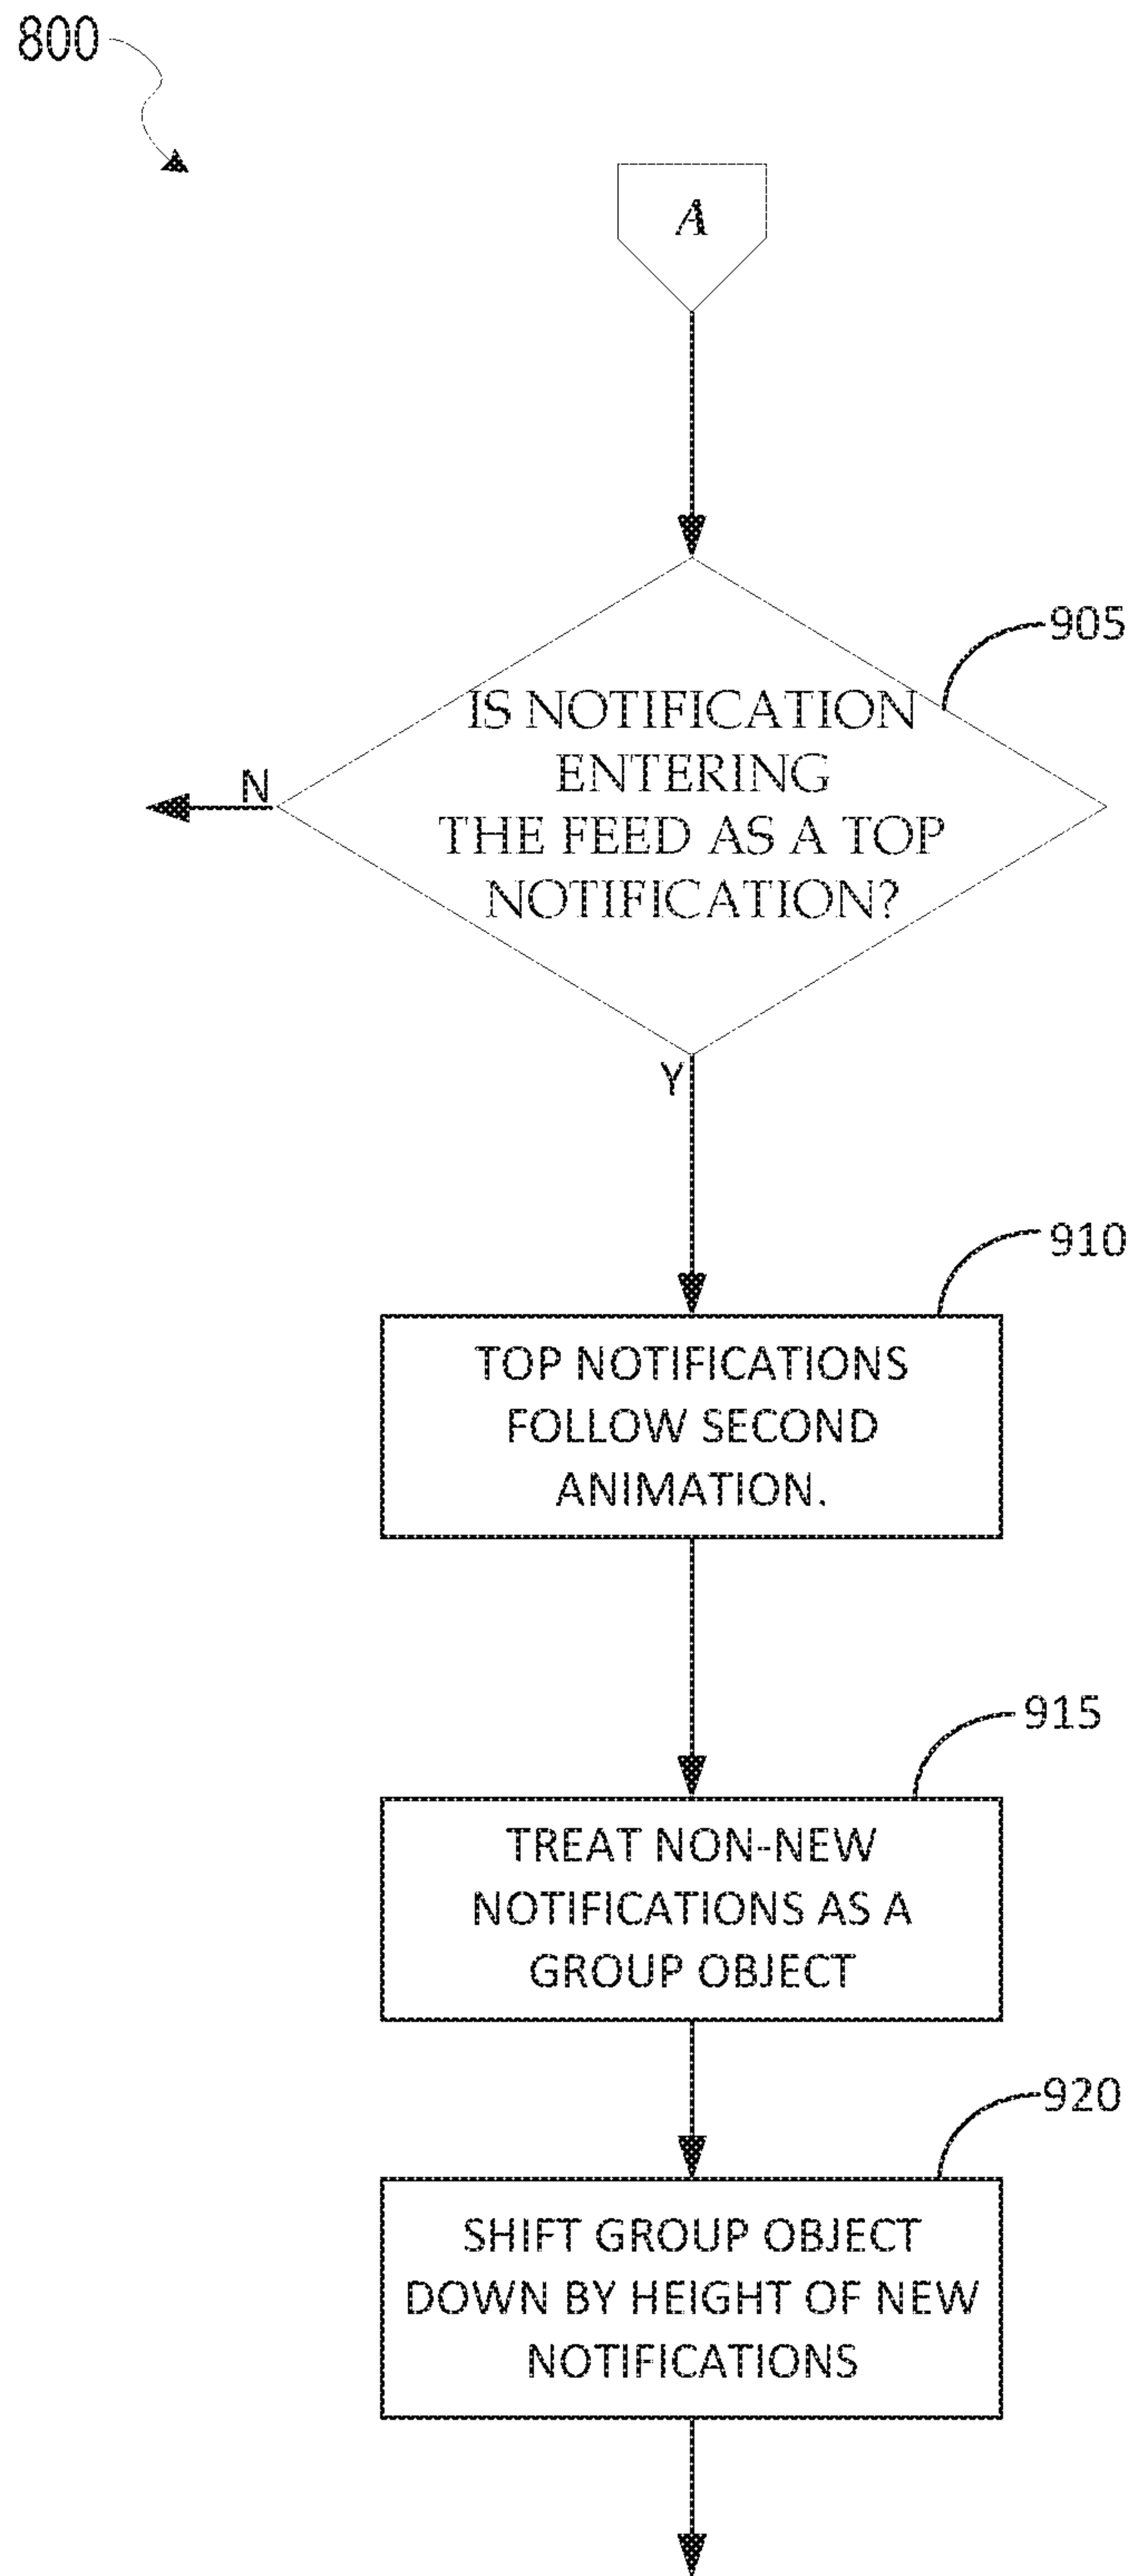 800
A
905
IS NOTIFICATION
ENTERING
THE FEED AS A TOP
NOTIFICATION?
N
Y
910
TOP NOTIFICATIONS
FOLLOW SECOND
ANIMATION.
915
TREAT NON-NEW
NOTIFICATIONS AS A
GROUP OBJECT
920
SHIFT GROUP OBJECT
DOWN BY HEIGHT OF NEW
NOTIFICATIONS